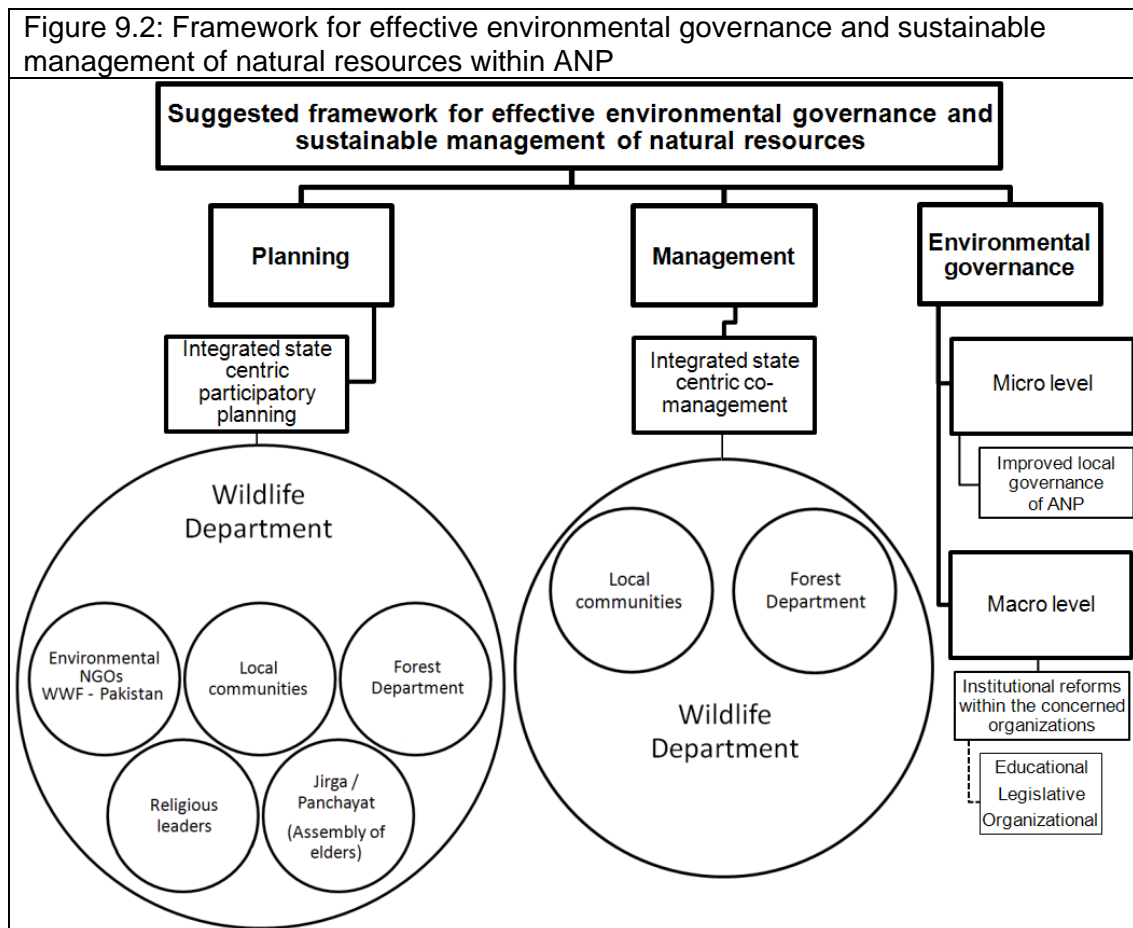 Figure 9.2: Framework for effective environmental governance and sustainable
management of natural resources within ANP
Suggested framework for effective environmental governance and
sustainable management of natural resources
Planning
Management
Environmental
governance
Integrated state
centric
participatory
planning
Integrated state
centric co-
management
Micro level
Improved local
governance
of ANP
Macro level
Institutional reforms
within the concerned
organizations
Educational
Legislative
Organizational
Wildlife
Department
Environmental
NGOs
WWF - Pakistan
Local
communities
Forest
Department
Religious
leaders
Jirga /
Panchayat
(Assembly of
elders)
Local
communities
Forest
Department
Wildlife
Department